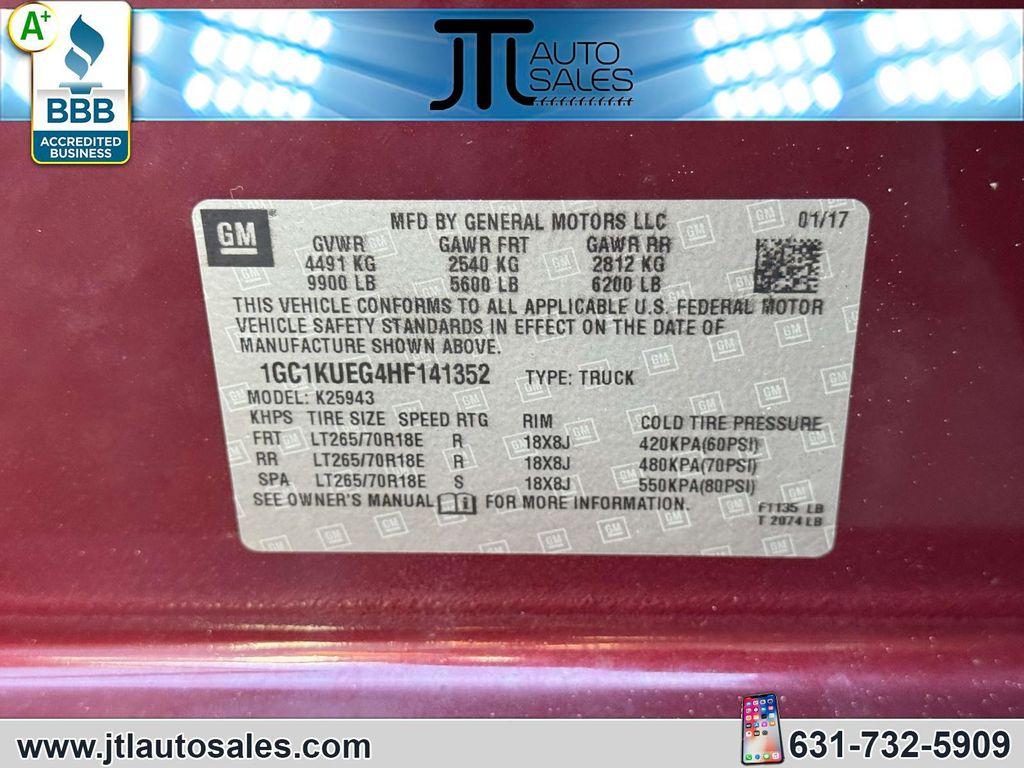 A+
BBB
ACCREDITED
BUSINESS
JTL AUTO
SALES
GM
MFD BY GENERAL MOTORS LLC 01/17
GVWR GAWR FRT GAWR RR
4491 KG 2540 KG 2812 KG
9900 LB 5600 LB 6200 LB
THIS VEHICLE CONFORMS TO ALL APPLICABLE U.S. FEDERAL MOTOR
VEHICLE SAFETY STANDARDS IN EFFECT ON THE DATE OF
MANUFACTURE SHOWN ABOVE.
1GC1KUEG4HF141352 TYPE: TRUCK
MODEL: K25943
KHPS TIRE SIZE SPEED RTG RIM COLD TIRE PRESSURE
FRT LT265/70R18E R 18X8J 420KPA(60PSI)
RR LT265/70R18E R 18X8J 480KPA(70PSI)
SPA LT265/70R18E S 18X8J 550KPA(80PSI)
SEE OWNER'S MANUAL FOR MORE INFORMATION.
T 2074 LB
www.jtlautosales.com 631-732-5909